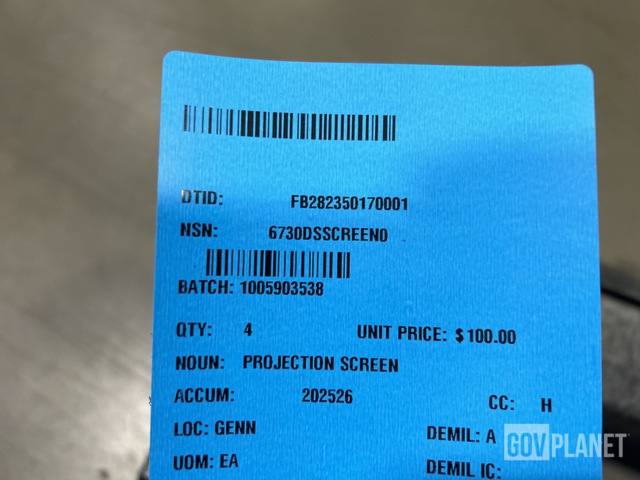 DTID: FB282350170001
NSN: 6730DSSCREEN0
BATCH: 1005903538
QTY: 4 UNIT PRICE: $100.00
NOUN: PROJECTION SCREEN
ACCUM: 202526 CC: H
LOC: GENN DEMIL: A
UOM: EA DEMIL IC:
GOVPLANET